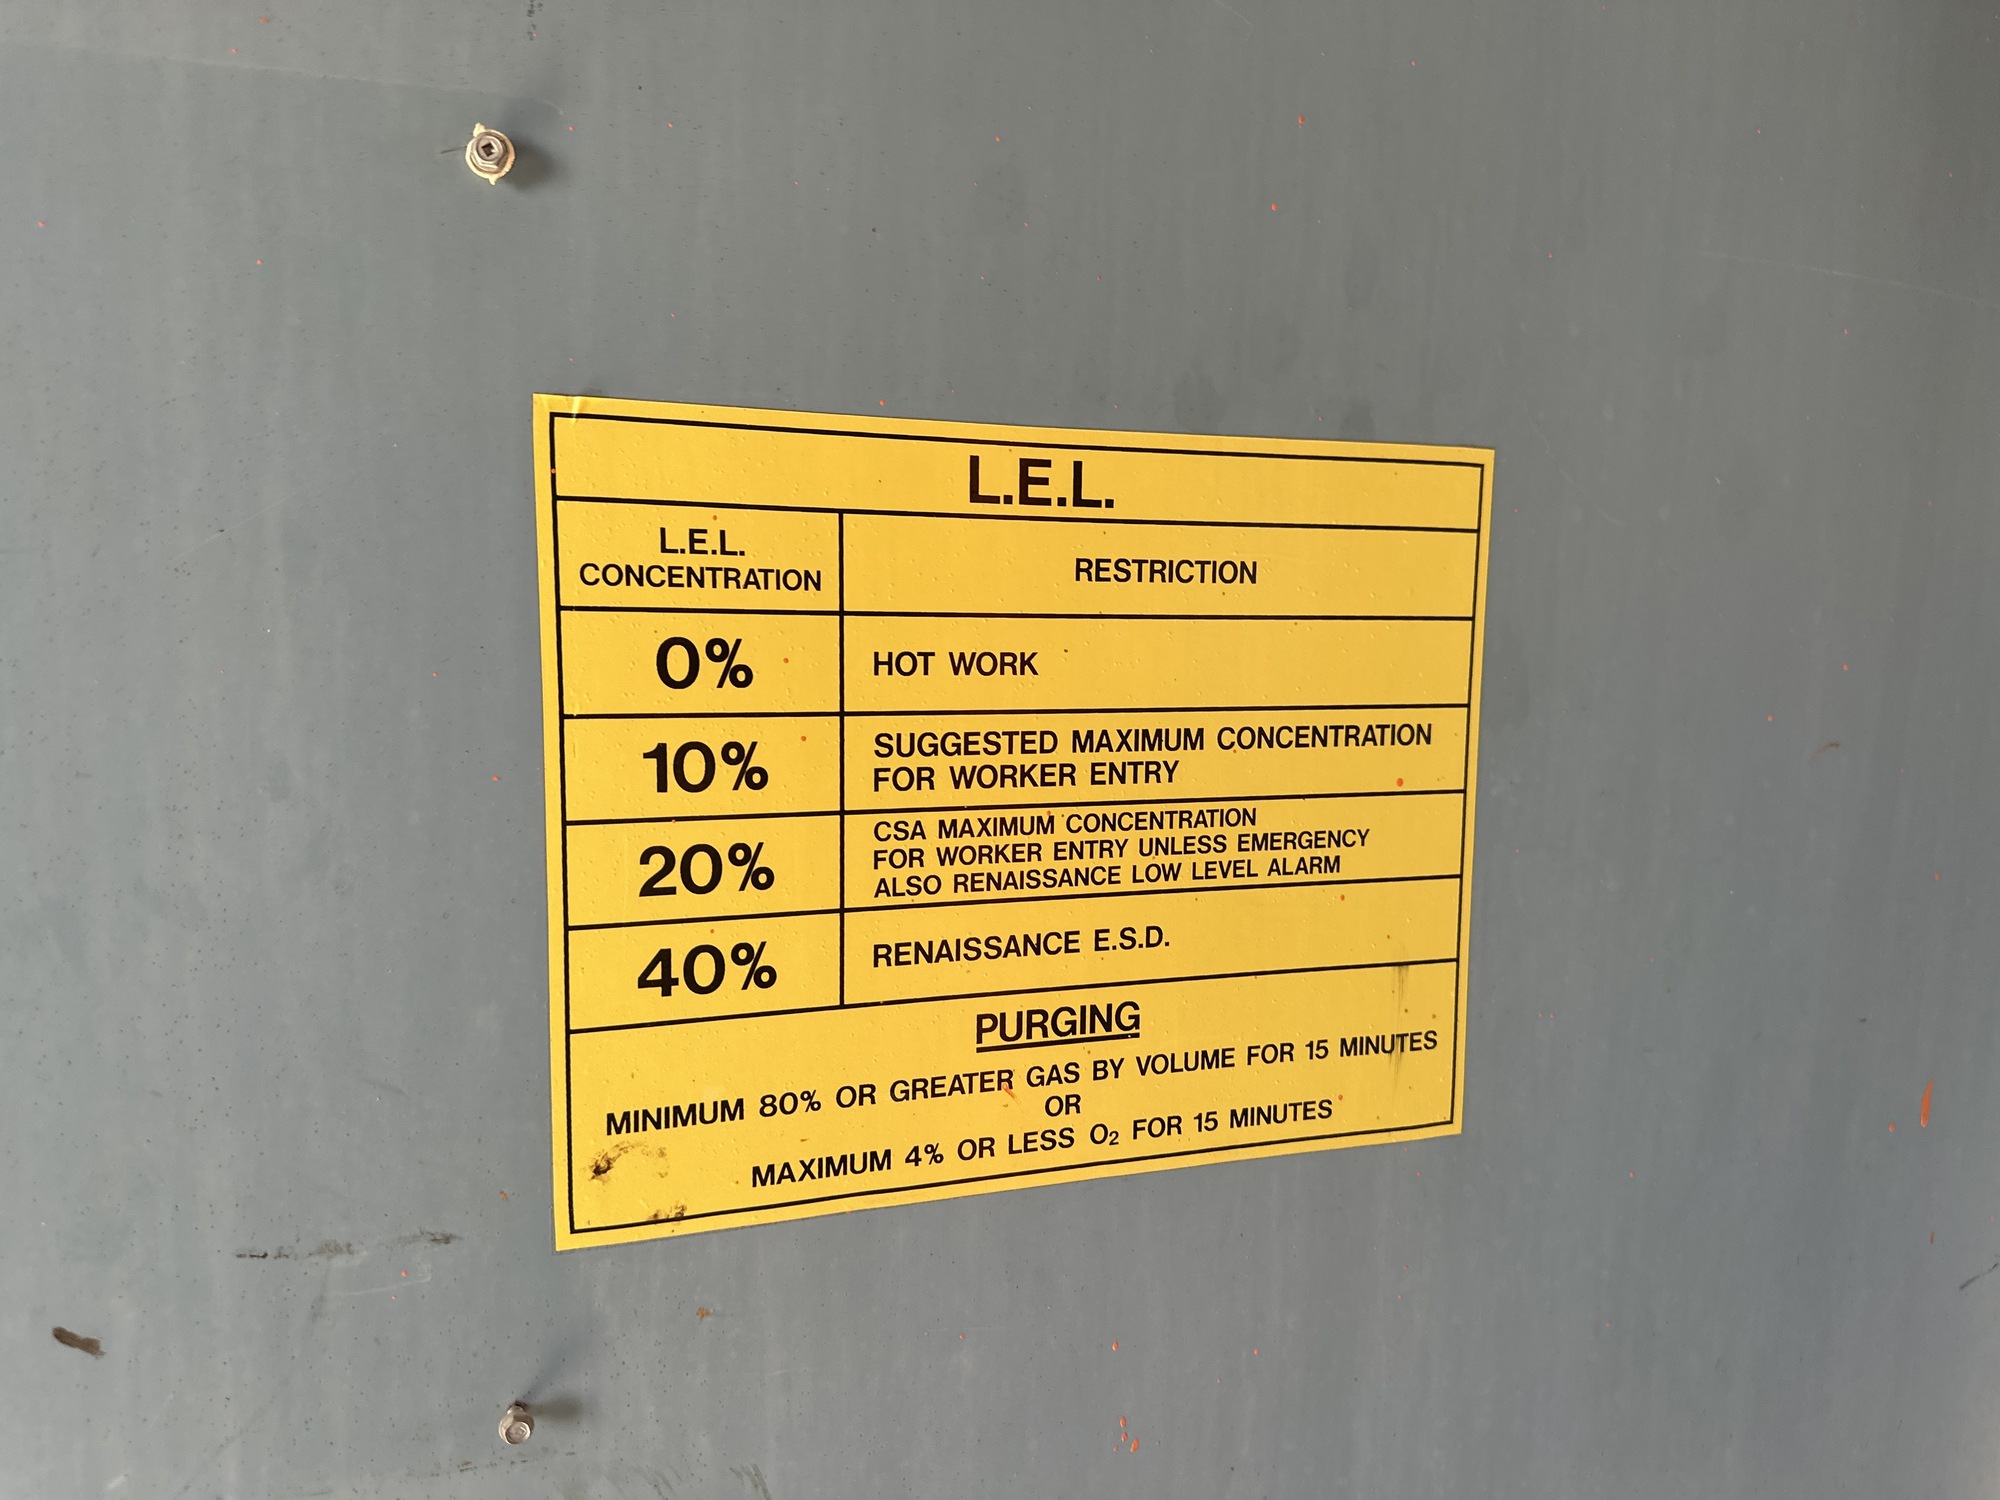 L.E.L.
L.E.L.
CONCENTRATION
RESTRICTION
0%
HOT WORK
10%
SUGGESTED MAXIMUM CONCENTRATION
FOR WORKER ENTRY
20%
CSA MAXIMUM CONCENTRATION
FOR WORKER ENTRY UNLESS EMERGENCY
ALSO RENAISSANCE LOW LEVEL ALARM
40%
RENAISSANCE E.S.D.
PURGING
MINIMUM 80% OR GREATER GAS BY VOLUME FOR 15 MINUTES
OR
MAXIMUM 4% OR LESS O₂ FOR 15 MINUTES